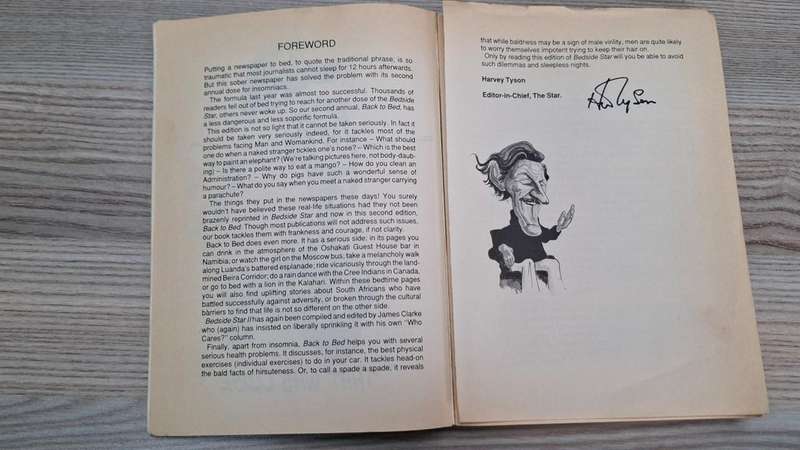 FOREWORD
Putting a newspaper to bed, to quote the traditional phrase, is so
traumatic that most journalists cannot sleep for 12 hours afterwards.
But this sober newspaper has solved the problem with its second
annual dose for insomniacs.
The formula last year was almost too successful. Thousands of
readers fell out of bed trying to reach for another dose of the Bedside
Star, others never woke up. So our second annual, Back to Bed, has
a less dangerous and less soporific formula.
This edition is not so light that it cannot be taken seriously. In fact it
should be taken very seriously indeed, for it tackles most of the
problems facing Man and Womankind. For instance – What should
one do when a naked stranger tickles one's nose? – Which is the best
way to paint an elephant? (We're talking pictures here, not body-daub-
ing) – Is there a polite way to eat a mango? – How do you clean an
Administration? – Why do pigs have such a wonderful sense of
humour? – What do you say when you meet a naked stranger carrying
a parachute?
The things they put in the newspapers these days! You surely
wouldn't have believed these real-life situations had they not been
brazenly reprinted in Bedside Star and now in this second edition,
Back to Bed. Though most publications will not address such issues,
our book tackles them with frankness and courage, if not clarity.
Back to Bed does even more. It has a serious side; in its pages you
can drink in the atmosphere of the Oshakati Guest House bar in
Namibia; or watch the girl on the Moscow bus, take a melancholy walk
along Luanda's battered esplanade; ride vicariously through the land-
mined Beira Corridor; do a rain dance with the Cree Indians in Canada,
or go to bed with a lion in the Kalahari. Within these bedtime pages
you will also find uplifting stories about South Africans who have
battled successfully against adversity, or broken through the cultural
barriers to find that life is not so different on the other side.
Bedside Star II has again been compiled and edited by James Clarke
who (again) has insisted on liberally sprinkling it with his own "Who
Cares?" column.
Finally, apart from insomnia, Back to Bed helps you with several
serious health problems. It discusses, for instance, the best physical
exercises (individual exercises) to do in your car. It tackles head-on
the bald facts of hirsuteness. Or, to call a spade a spade, it reveals
that while baldness may be a sign of male virility, men are quite likely
to worry themselves impotent trying to keep their hair on.
Only by reading this edition of Bedside Star will you be able to avoid
such dilemmas and sleepless nights.
Harvey Tyson
Editor-in-Chief, The Star.